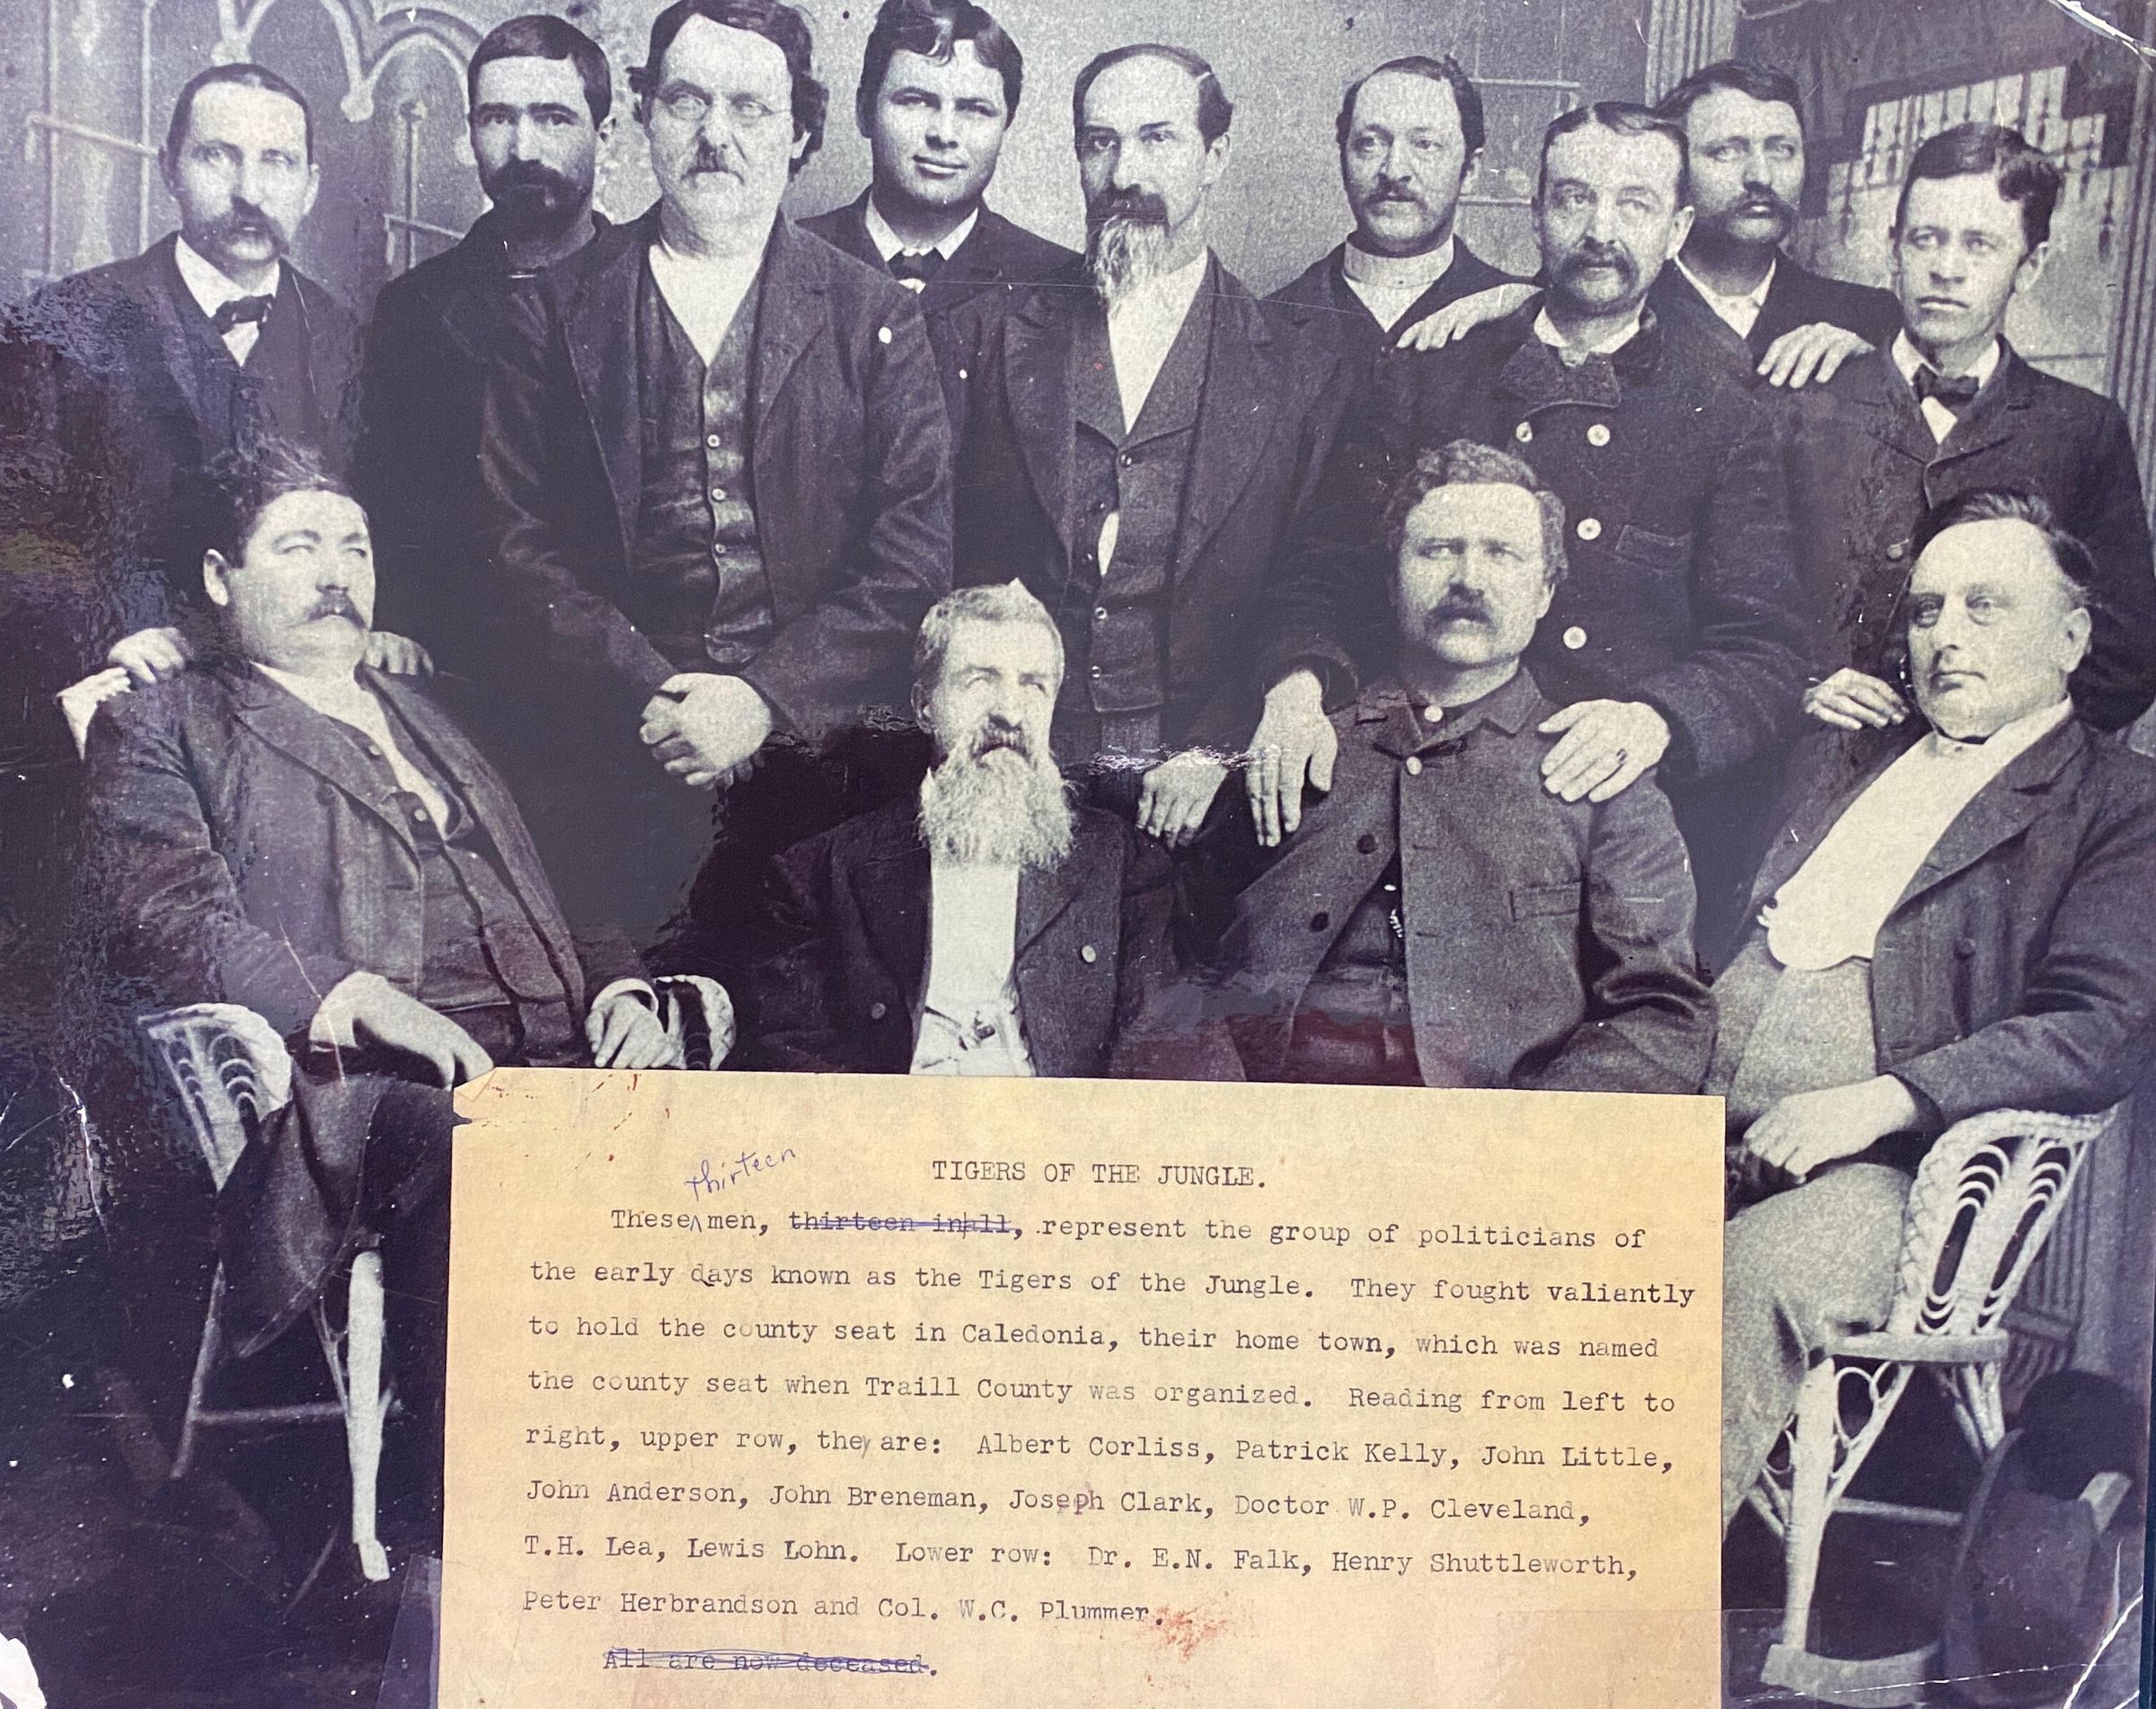 TIGERS OF THE JUNGLE.
thirteen
These men, thirteen in all, represent the group of politicians of
the early days known as the Tigers of the Jungle. They fought valiantly
to hold the county seat in Caledonia, their home town, which was named
the county seat when Traill County was organized. Reading from left to
right, upper row, they are: Albert Corliss, Patrick Kelly, John Little,
John Anderson, John Breneman, Joseph Clark, Doctor W.P. Cleveland,
T.H. Lea, Lewis Lohn. Lower row: Dr. E.N. Falk, Henry Shuttleworth,
Peter Herbrandson and Col. W.C. Plummer.
All are now deceased.